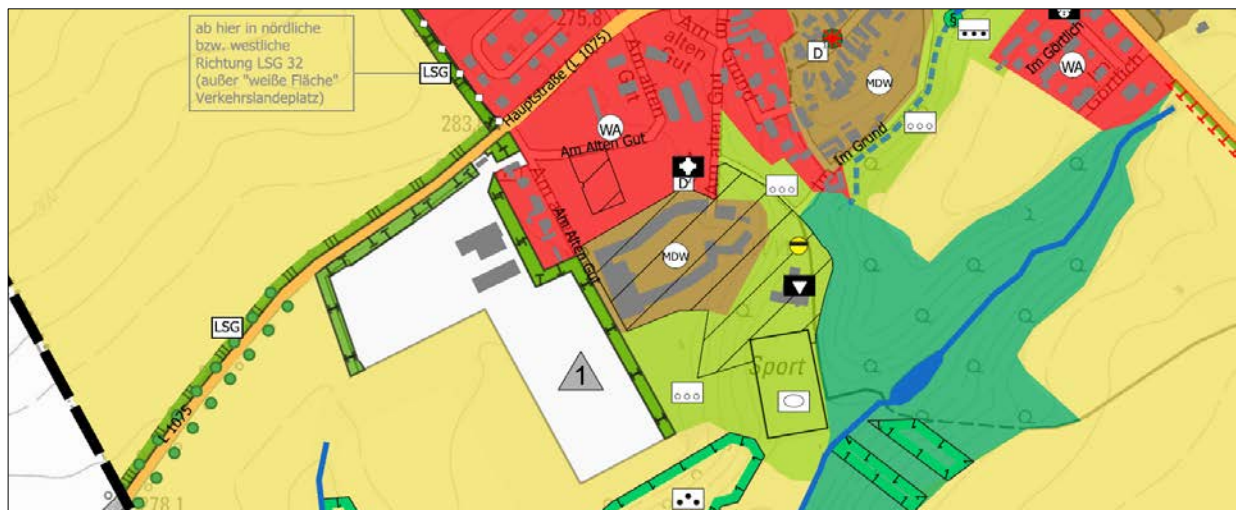 ab hier in nördliche
bzw. westliche
Richtung LSG 32
(außer "weiße Fläche"
Verkehrslandeplatz)
LSG
283,
275,8
Hauptstraße (L 1075)
Am
alten
Gut
Am alten
Gut
WA
Am Alten Gut
Am alten Gut
Im Grund
D
MDW
Im Grund
§
Im Görtlich
WA
Görtlich
D
Am Alten Gut
MDW
LSG
1
Sport
L 1075
278,1